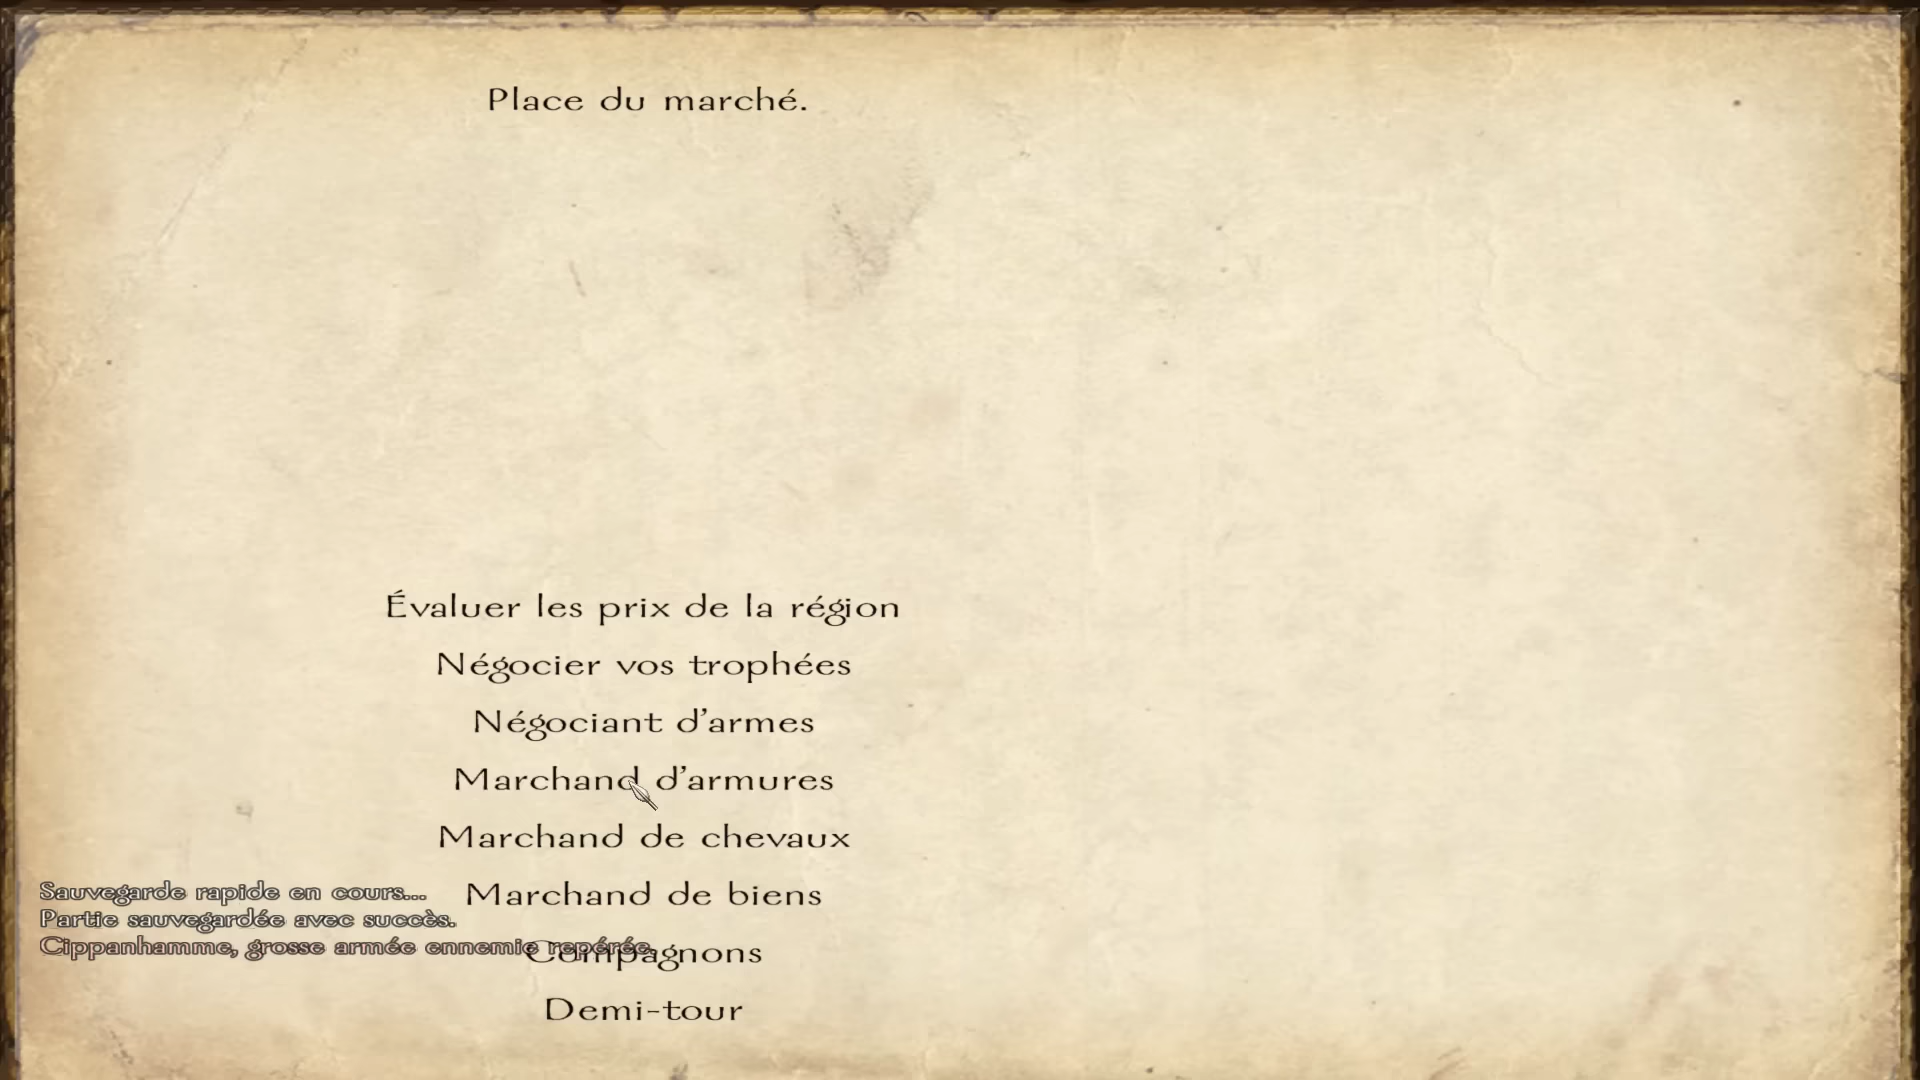 Place du marché.
Évaluer les prix de la région
Négocier vos trophées
Négociant d'armes
Marchand d'armures
Marchand de chevaux
Marchand de biens
Compagnons
Demi-tour
Sauvegarde rapide en cours...
Partie sauvegardée avec succès.
Cippanhamme, grosse armée ennemie repérée.